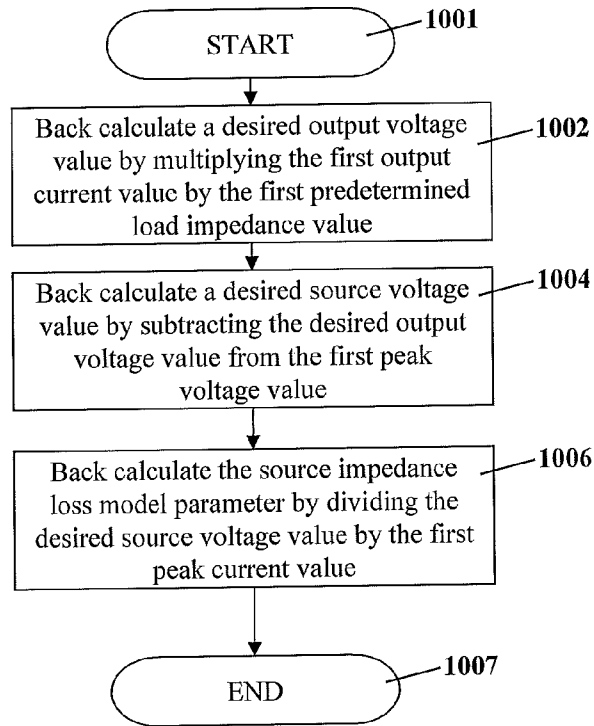 START
1001
Back calculate a desired output voltage
value by multiplying the first output
current value by the first predetermined
load impedance value
1002
Back calculate a desired source voltage
value by subtracting the desired output
voltage value from the first peak
voltage value
1004
Back calculate the source impedance
loss model parameter by dividing the
desired source voltage value by the first
peak current value
1006
END
1007